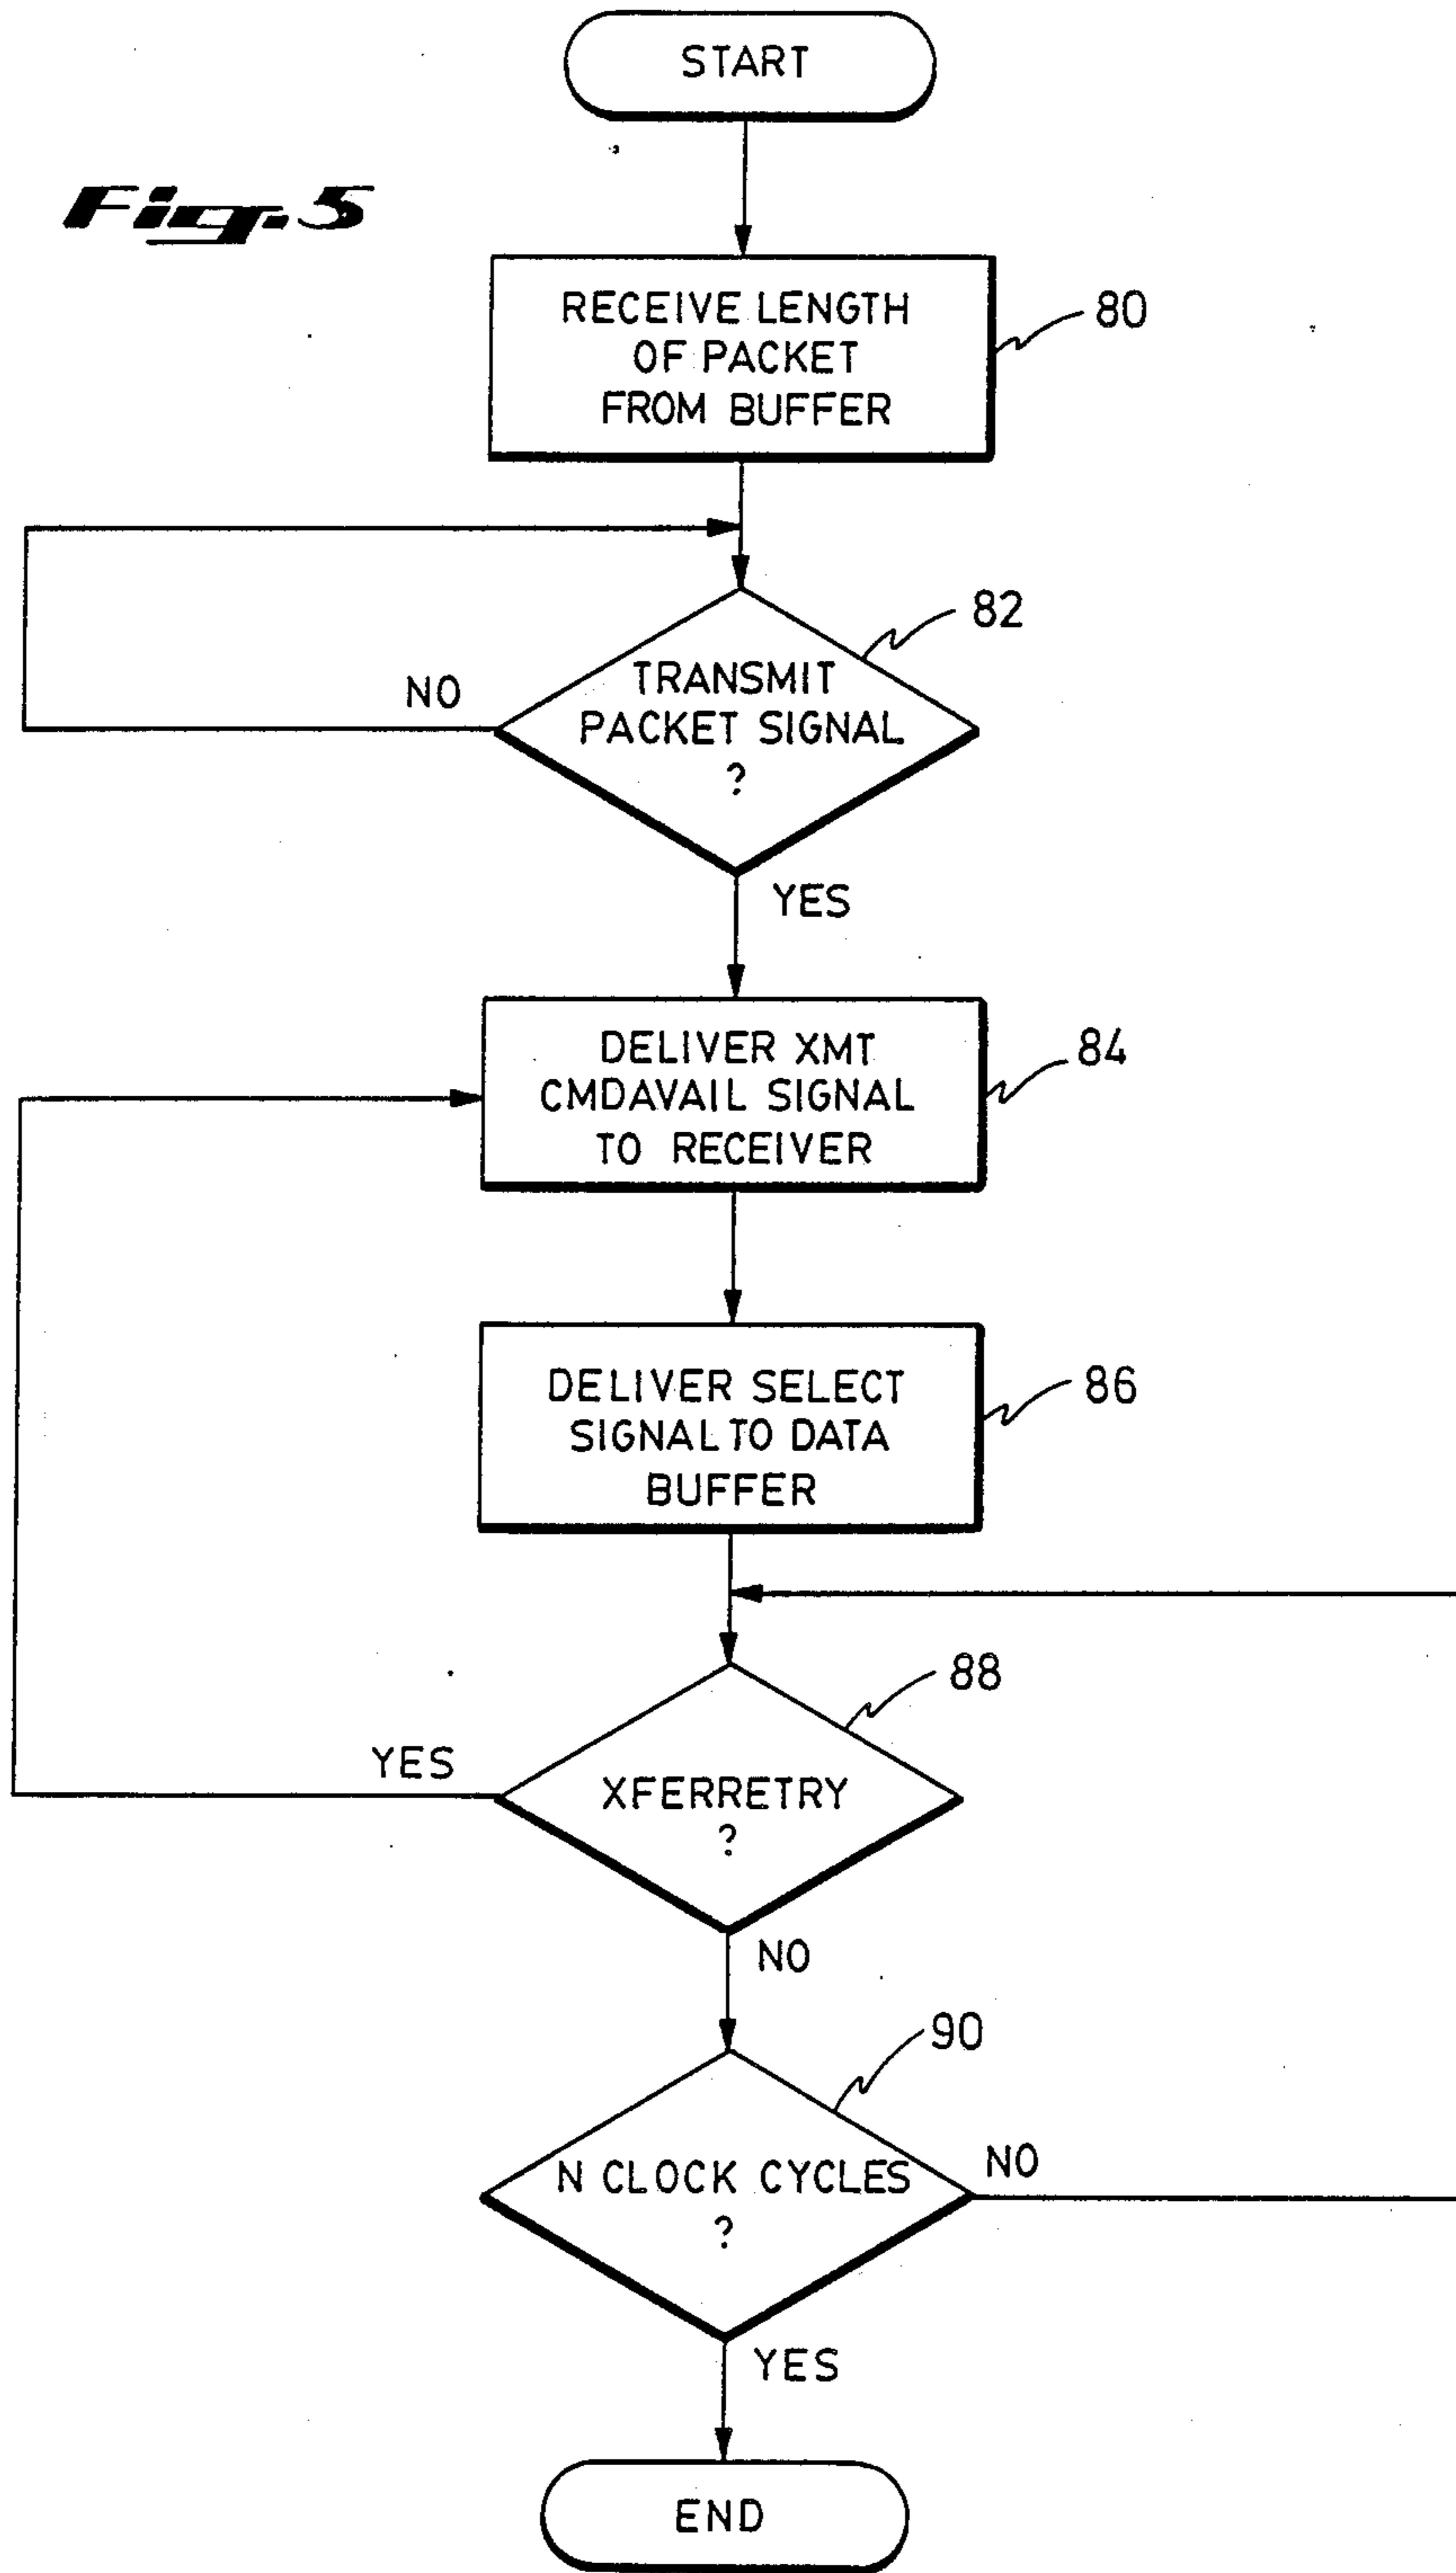 START
Fig. 5
RECEIVE LENGTH
OF PACKET
FROM BUFFER
80
82
TRANSMIT
PACKET SIGNAL
?
NO
YES
DELIVER XMT
CMDAVAIL SIGNAL
TO RECEIVER
84
DELIVER SELECT
SIGNAL TO DATA
BUFFER
86
88
YES
XFERRETRY
?
NO
90
N CLOCK CYCLES
?
NO
YES
END